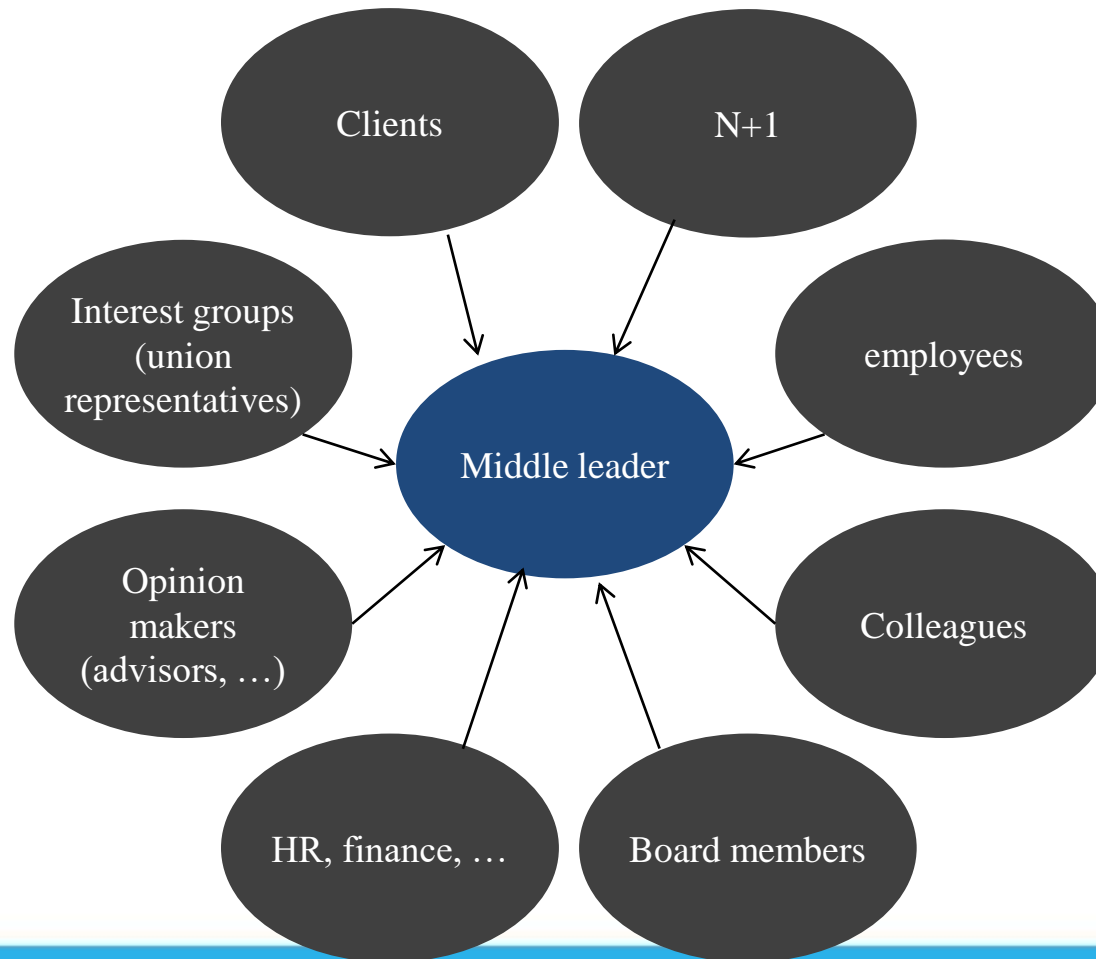 Clients
N+1
Interest groups
(union
representatives)
employees
Middle leader
Opinion
makers
(advisors, …)
Colleagues
HR, finance, …
Board members